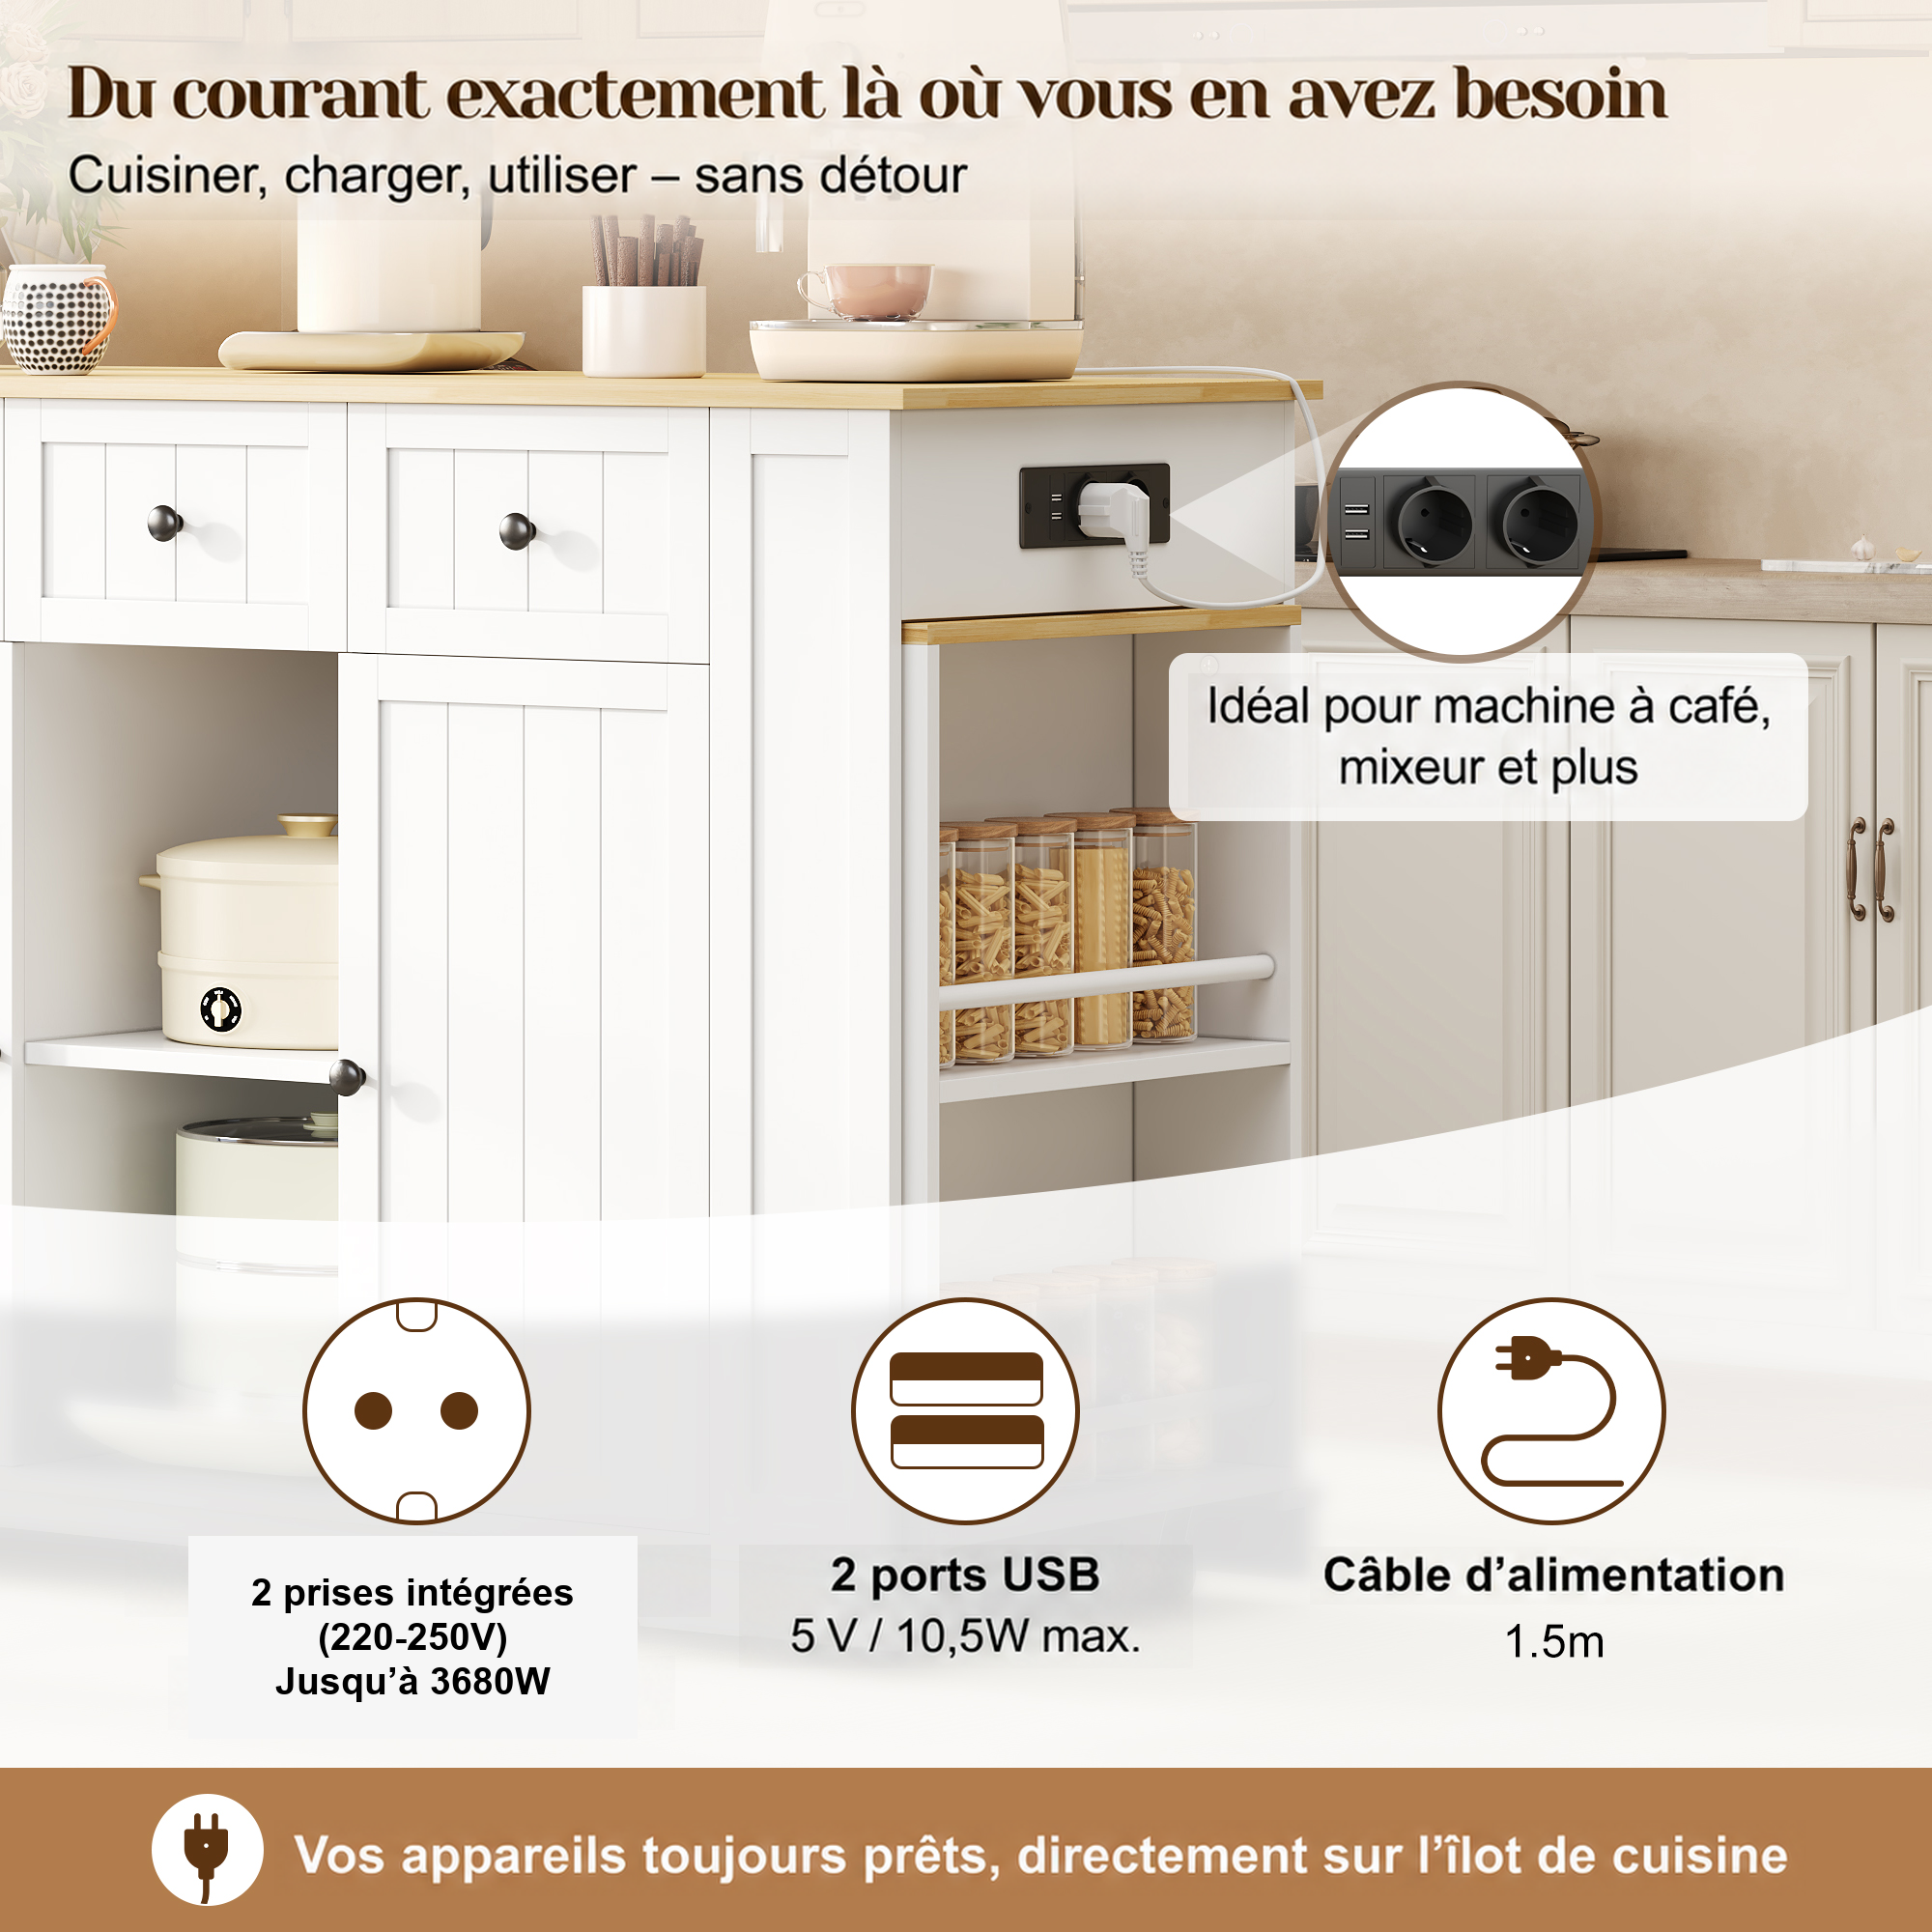 Du courant exactement là où vous en avez besoin
Cuisiner, charger, utiliser – sans détour
Idéal pour machine à café,
mixeur et plus
2 prises intégrées
(220-250V)
Jusqu’à 3680W
2 ports USB
5 V / 10,5W max.
Câble d’alimentation
1.5m
Vos appareils toujours prêts, directement sur l’îlot de cuisine